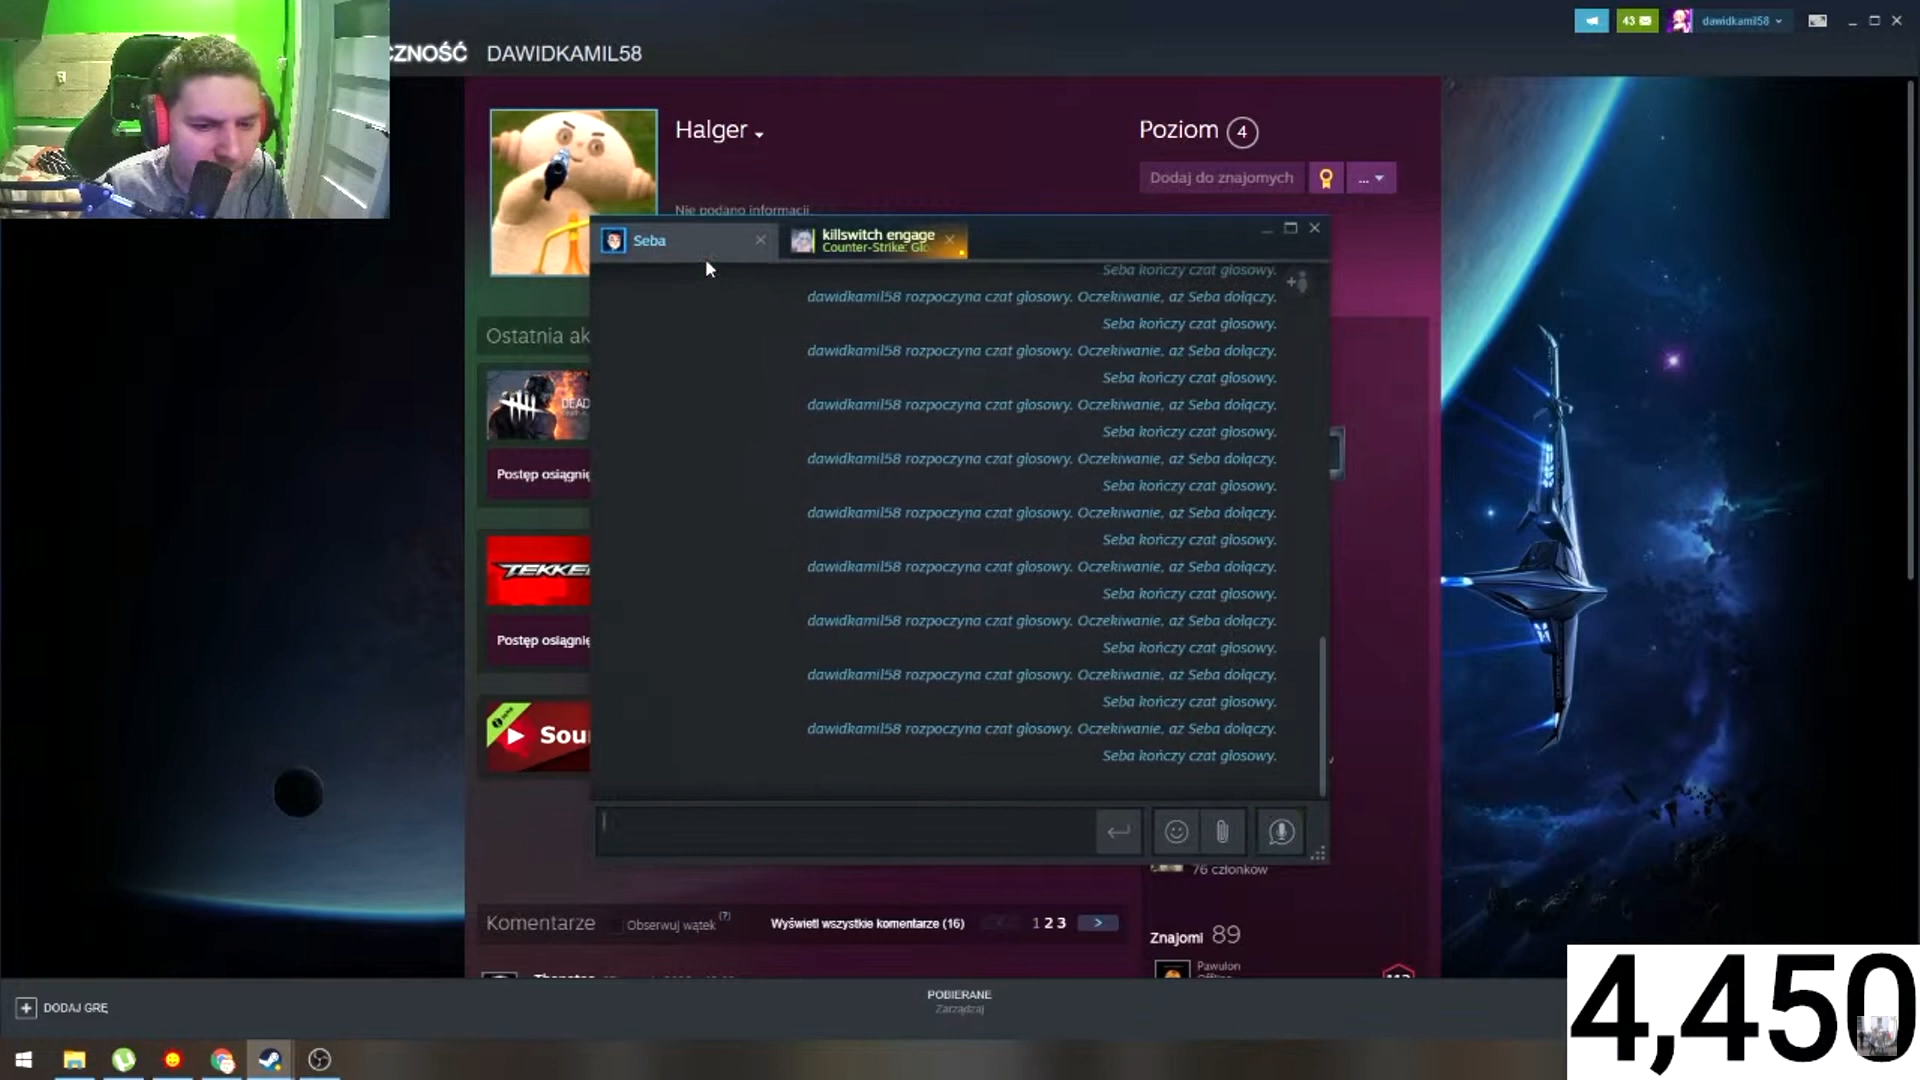 CZNOŚĆ DAWIDKAMIL58
43
dawidkamil58
Halger
Poziom 4
Dodaj do znajomych
...
Nie podano informacji
Seba
killswitch engage
Counter-Strike: Glo
Seba kończy czat głosowy.
dawidkamil58 rozpoczyna czat głosowy. Oczekiwanie, aż Seba dołączy.
Seba kończy czat głosowy.
dawidkamil58 rozpoczyna czat głosowy. Oczekiwanie, aż Seba dołączy.
Seba kończy czat głosowy.
dawidkamil58 rozpoczyna czat głosowy. Oczekiwanie, aż Seba dołączy.
Seba kończy czat głosowy.
dawidkamil58 rozpoczyna czat głosowy. Oczekiwanie, aż Seba dołączy.
Seba kończy czat głosowy.
dawidkamil58 rozpoczyna czat głosowy. Oczekiwanie, aż Seba dołączy.
Seba kończy czat głosowy.
dawidkamil58 rozpoczyna czat głosowy. Oczekiwanie, aż Seba dołączy.
Seba kończy czat głosowy.
dawidkamil58 rozpoczyna czat głosowy. Oczekiwanie, aż Seba dołączy.
Seba kończy czat głosowy.
dawidkamil58 rozpoczyna czat głosowy. Oczekiwanie, aż Seba dołączy.
Seba kończy czat głosowy.
dawidkamil58 rozpoczyna czat głosowy. Oczekiwanie, aż Seba dołączy.
Seba kończy czat głosowy.
Ostatnia ak
DEAD
Postęp osiągnię
TEKKE
Postęp osiągnię
Sou
76 członków
Komentarze
Obserwuj wątek (?)
Wyświetl wszystkie komentarze (16)
< 1 2 3 >
Znajomi 89
Pawulon
Offline
DODAJ GRĘ
POBIERANE
Zarządzaj
4,450